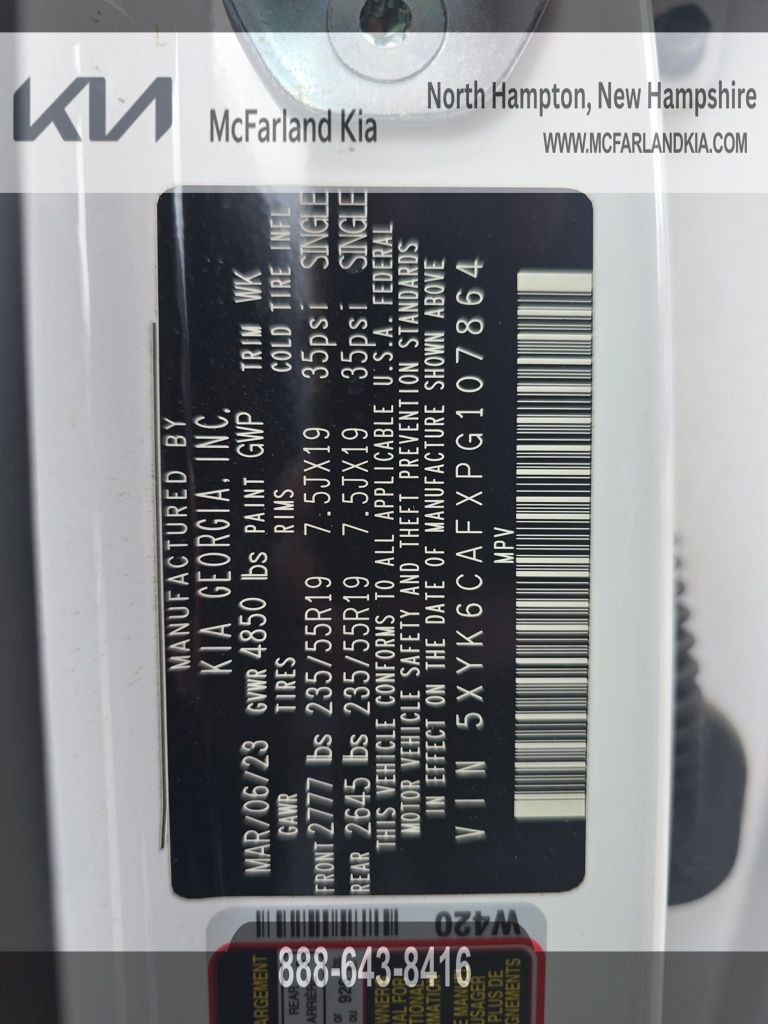 KIA
McFarland Kia
North Hampton, New Hampshire
WWW.MCFARLANDKIA.COM
MANUFACTURED BY
KIA GEORGIA, INC.
MAR/06/23 GVWR 4850 lbs PAINT GWP TRIM WK
GAWR TIRES RIMS COLD TIRE INFL
FRONT 2777 lbs 235/55R19 7.5JX19 35psi SINGLE
REAR 2645 lbs 235/55R19 7.5JX19 35psi SINGLE
THIS VEHICLE CONFORMS TO ALL APPLICABLE U.S.A. FEDERAL
MOTOR VEHICLE SAFETY AND THEFT PREVENTION STANDARDS
IN EFFECT ON THE DATE OF MANUFACTURE SHOWN ABOVE
VIN 5XYK6CAFXPG107864
MPV
W420
888-643-8416